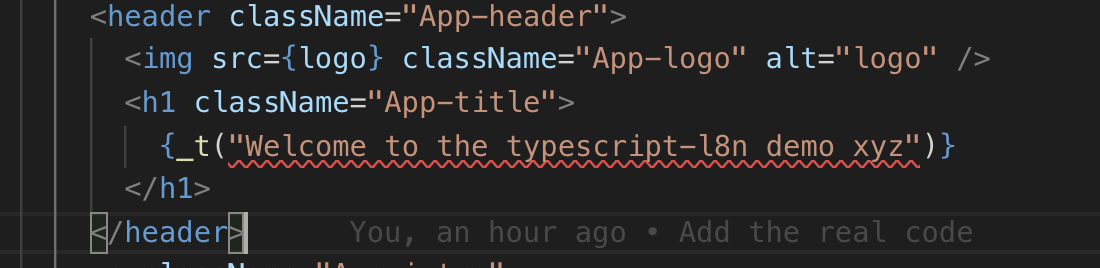 <header className="App-header">
<img src={logo} className="App-logo" alt="logo" />
<h1 className="App-title">
{_t("Welcome to the typescript-l8n demo xyz")}
</h1>
</header> You, an hour ago • Add the real code